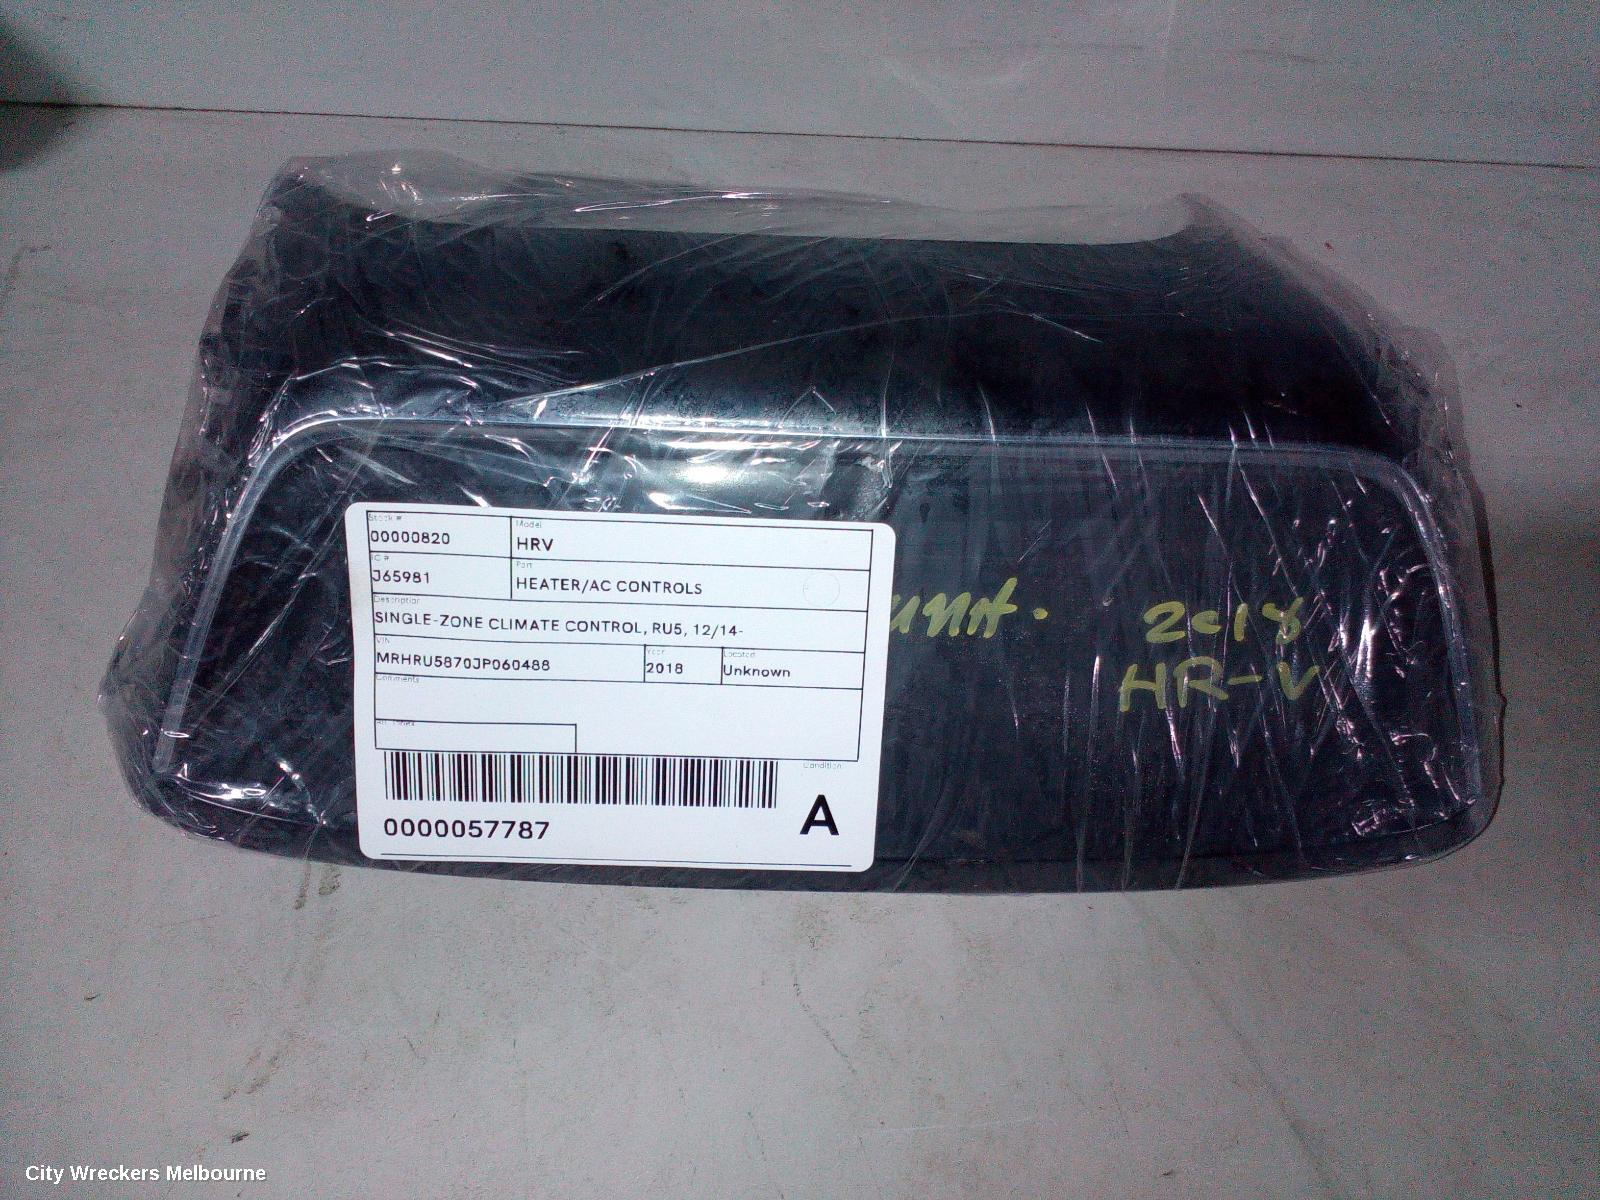 Stock #
00000820
Model
HRV
IC #
J65981
Part
HEATER/AC CONTROLS
Description
SINGLE-ZONE CLIMATE CONTROL, RU5, 12/14-
VIN
MRHRU5870JP060488
Year
2018
Located
Unknown
Comments
Condition
A
0000057787
2018
HR-V
City Wreckers Melbourne